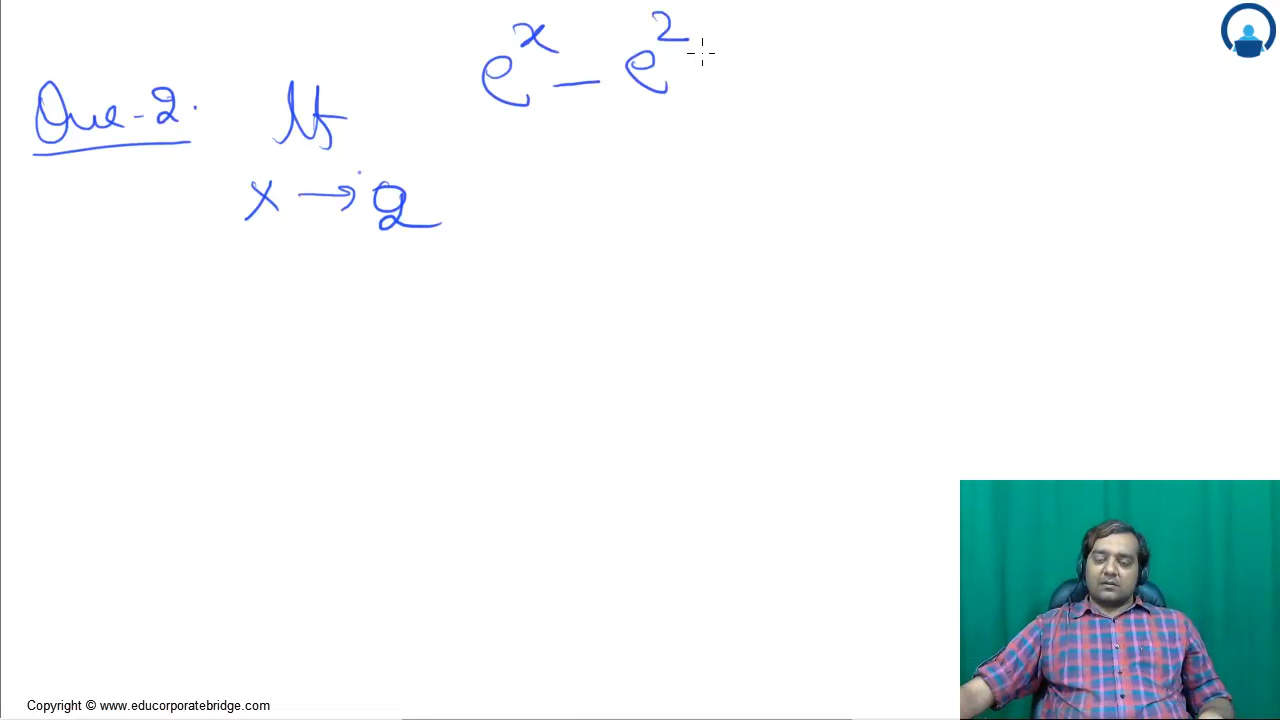 e^x - e^2
Que-2. lt
x → 2
Copyright © www.educorporatebridge.com